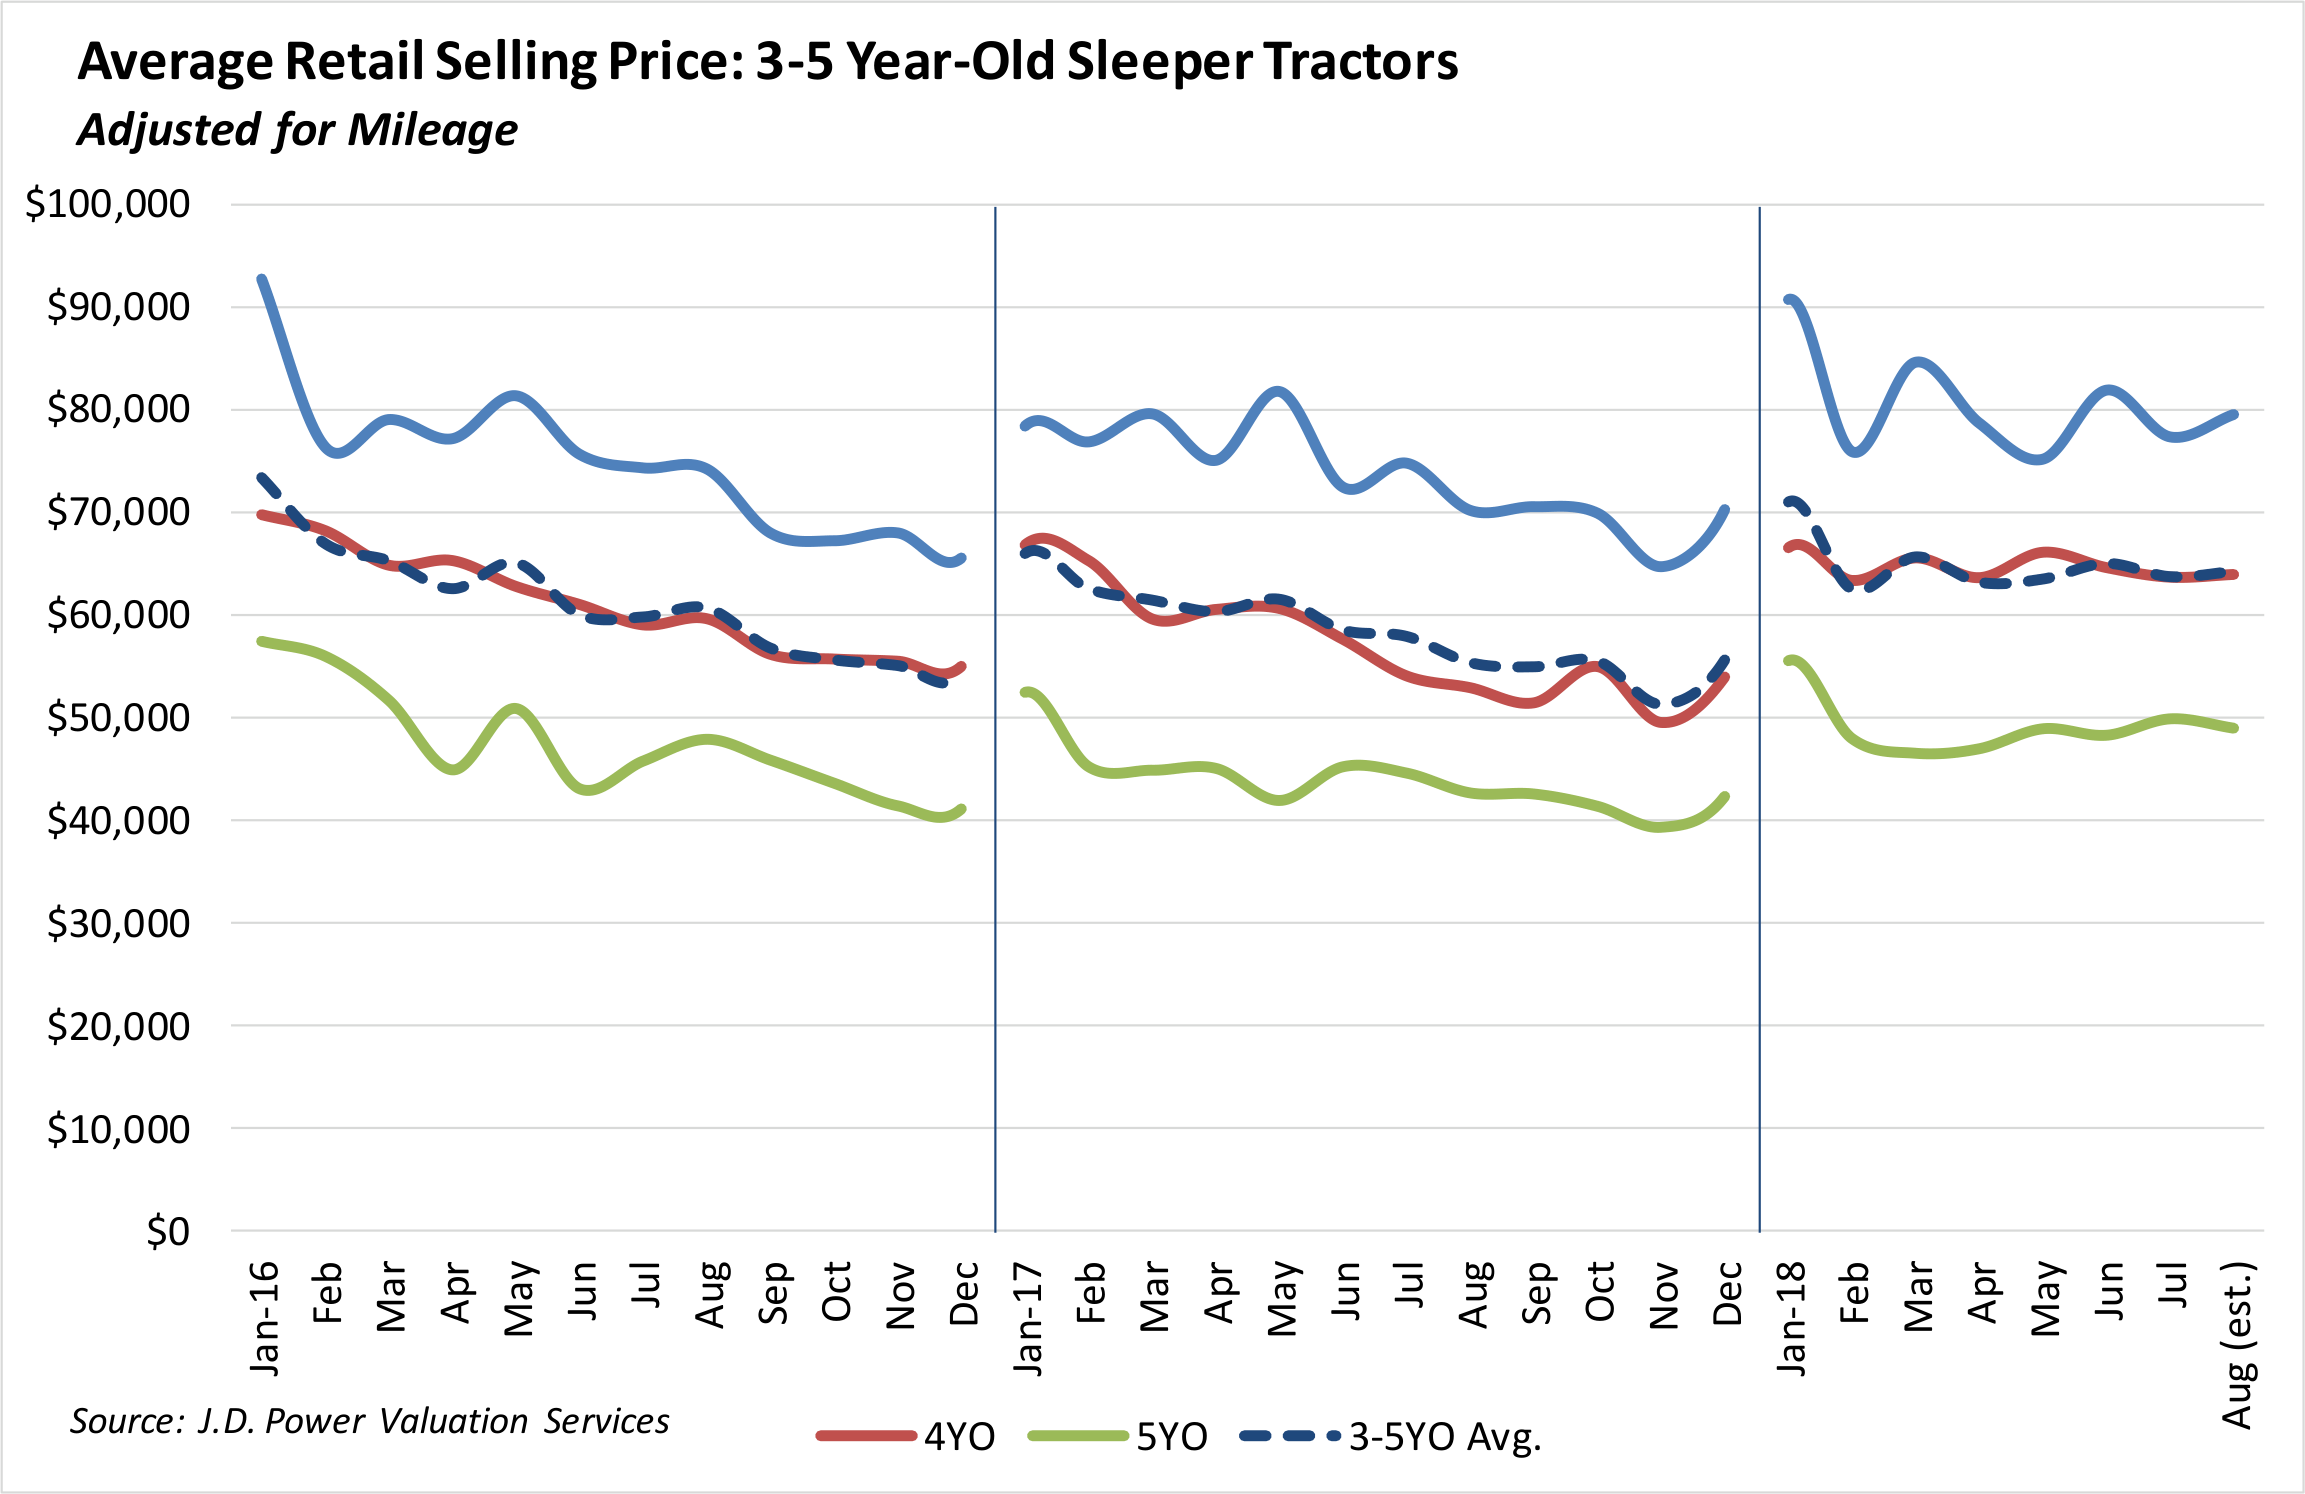 Average Retail Selling Price: 3-5 Year-Old Sleeper Tractors
Adjusted for Mileage
$100,000
$90,000
$80,000
$70,000
$60,000
$50,000
$40,000
$30,000
$20,000
$10,000
$0
Jan-16
Feb
Mar
Apr
May
Jun
Jul
Aug
Sep
Oct
Nov
Dec
Jan-17
Feb
Mar
Apr
May
Jun
Jul
Aug
Sep
Oct
Nov
Dec
Jan-18
Feb
Mar
Apr
May
Jun
Jul
Aug (est.)
Source: J.D. Power Valuation Services
4YO
5YO
3-5YO Avg.